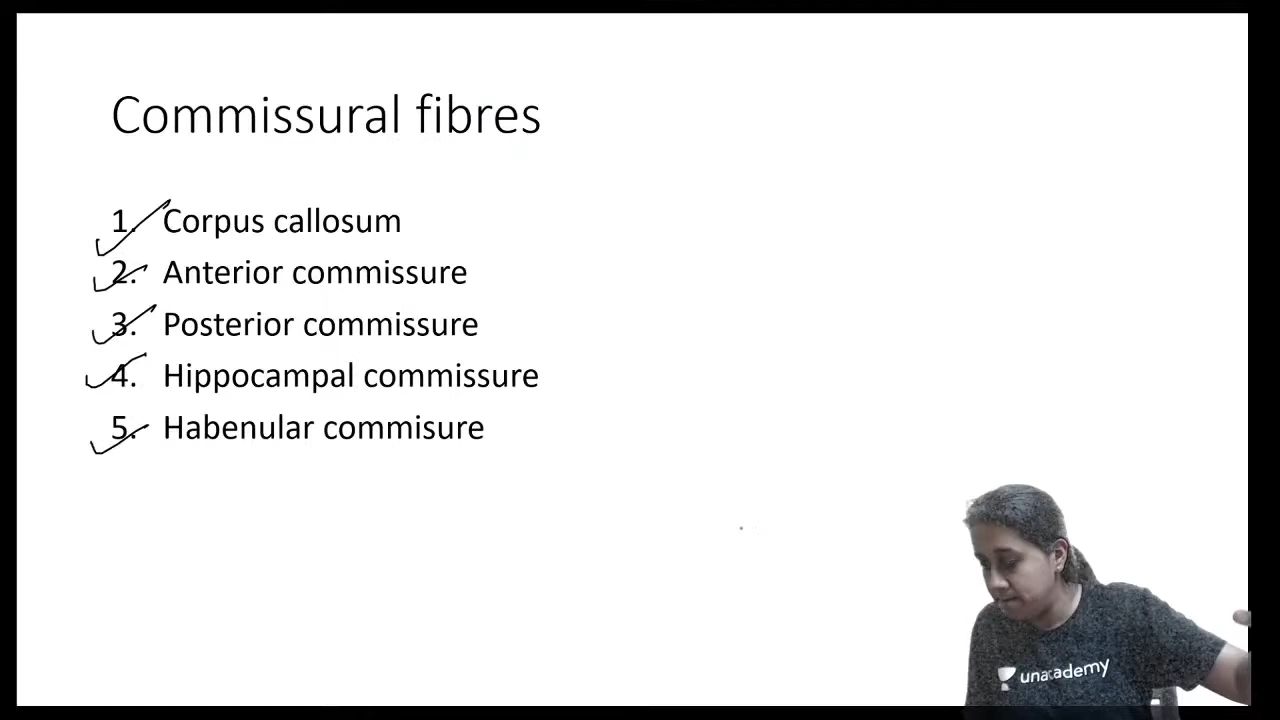 Commissural fibres
1. Corpus callosum
2. Anterior commissure
3. Posterior commissure
4. Hippocampal commissure
5. Habenular commisure
unacademy